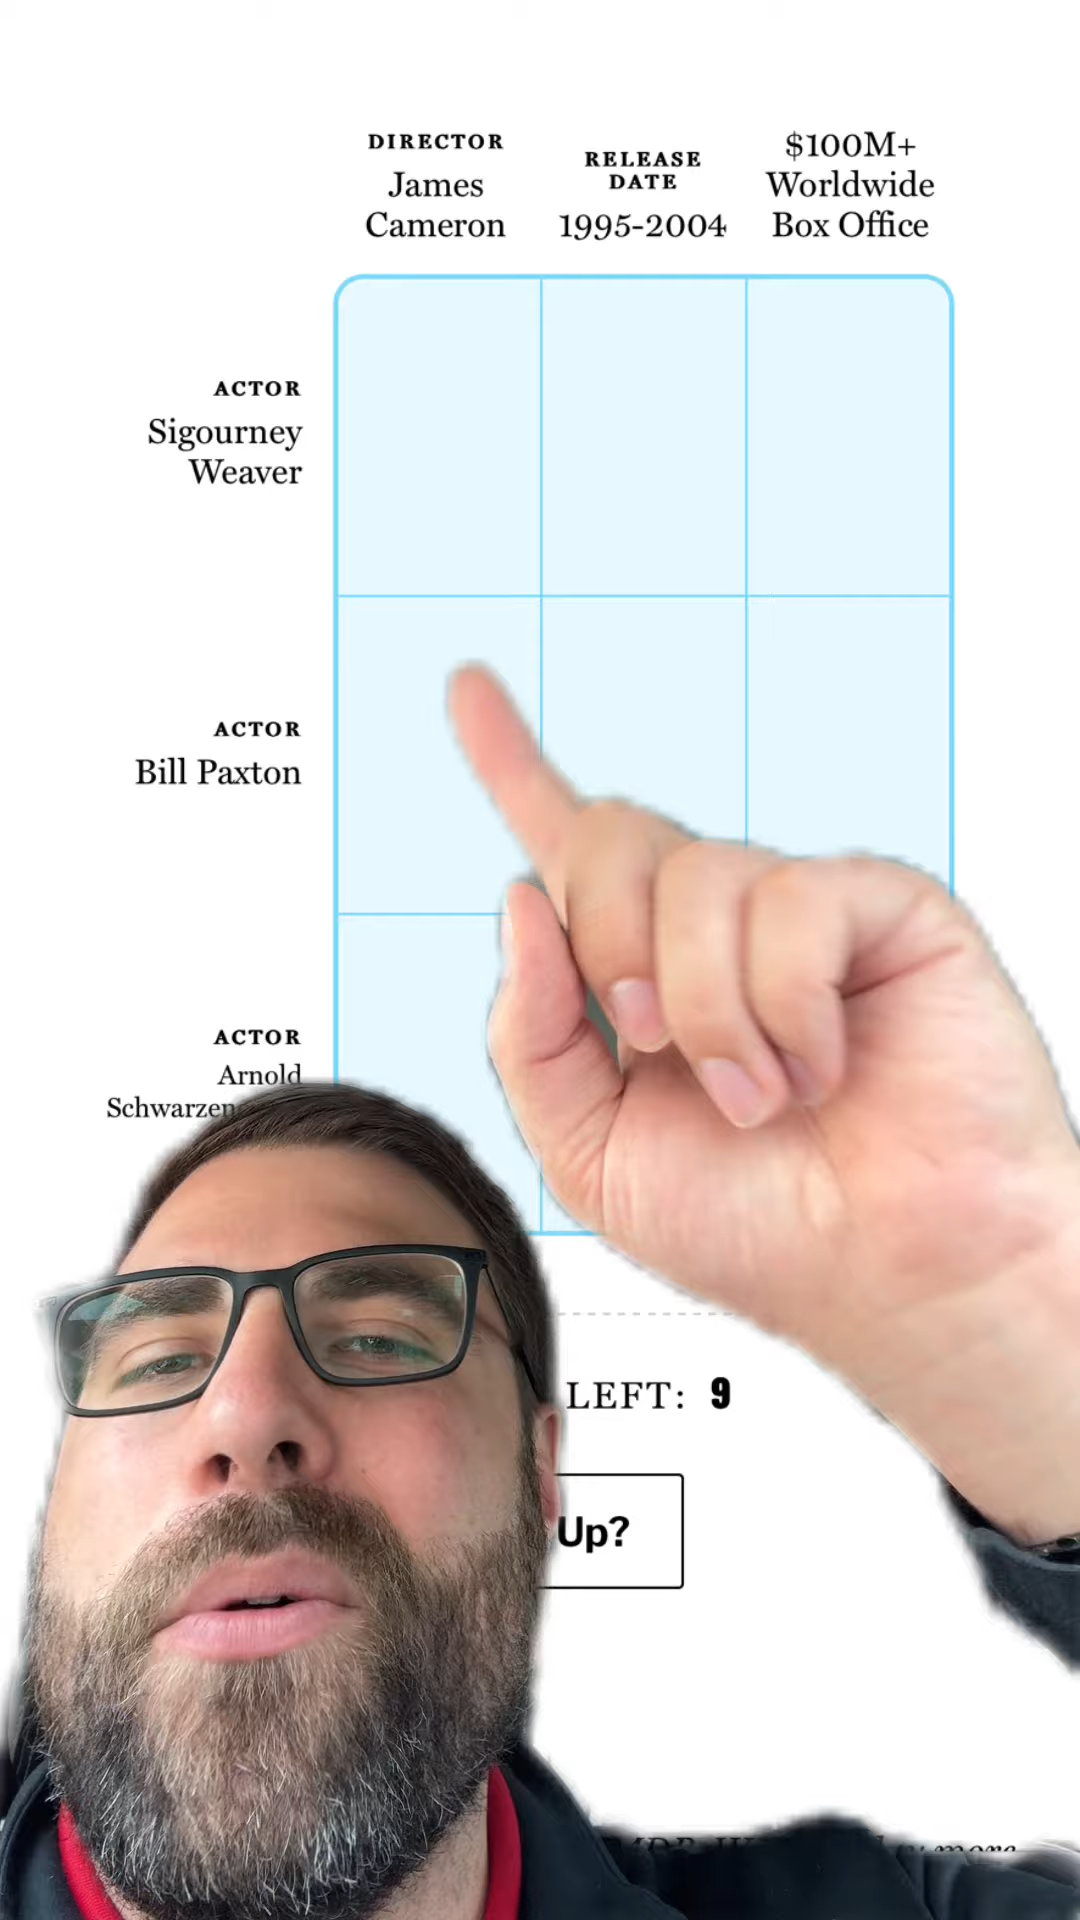 DIRECTOR
James
Cameron
RELEASE
DATE
1995-2004
$100M+
Worldwide
Box Office
ACTOR
Sigourney
Weaver
ACTOR
Bill Paxton
ACTOR
Arnold
LEFT: 9
Up?
more